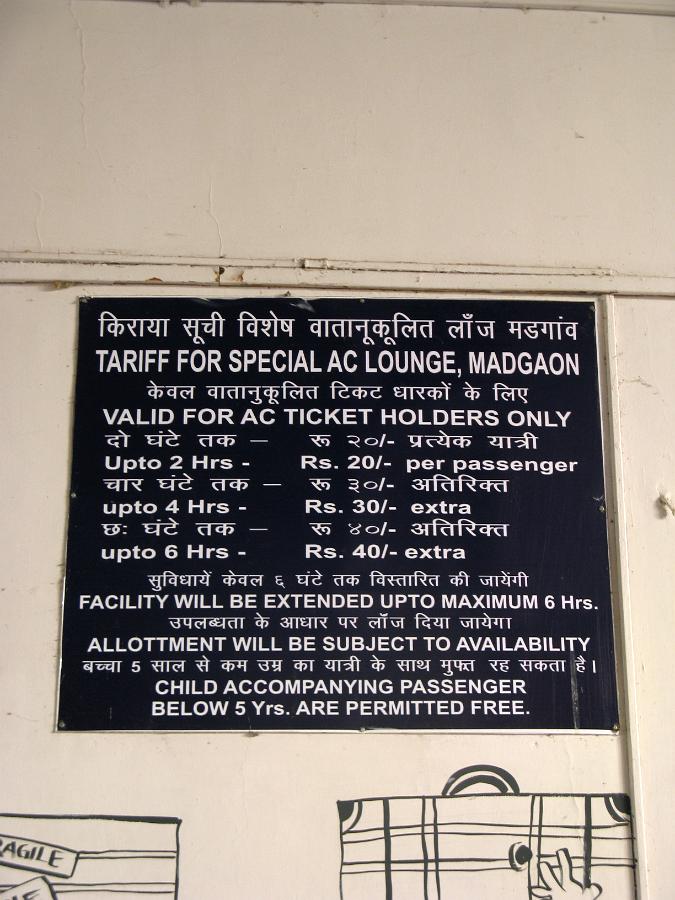 किराया सूची विशेष वातानूकूलित लाँज मडगांव
TARIFF FOR SPECIAL AC LOUNGE, MADGAON
केवल वातानुकूलित टिकट धारकों के लिए
VALID FOR AC TICKET HOLDERS ONLY
दो घंटे तक – रू २०/- प्रत्येक यात्री
Upto 2 Hrs - Rs. 20/- per passenger
चार घंटे तक – रू ३०/- अतिरिक्त
upto 4 Hrs - Rs. 30/- extra
छः घंटे तक – रू ४०/- अतिरिक्त
upto 6 Hrs - Rs. 40/- extra
सुविधायें केवल ६ घंटे तक विस्तारित की जायेंगी
FACILITY WILL BE EXTENDED UPTO MAXIMUM 6 Hrs.
उपलब्धता के आधार पर लॉज दिया जायेगा
ALLOTTMENT WILL BE SUBJECT TO AVAILABILITY
बच्चा 5 साल से कम उम्र का यात्री के साथ मुफ्त रह सकता है।
CHILD ACCOMPANYING PASSENGER
BELOW 5 Yrs. ARE PERMITTED FREE.
AGILE